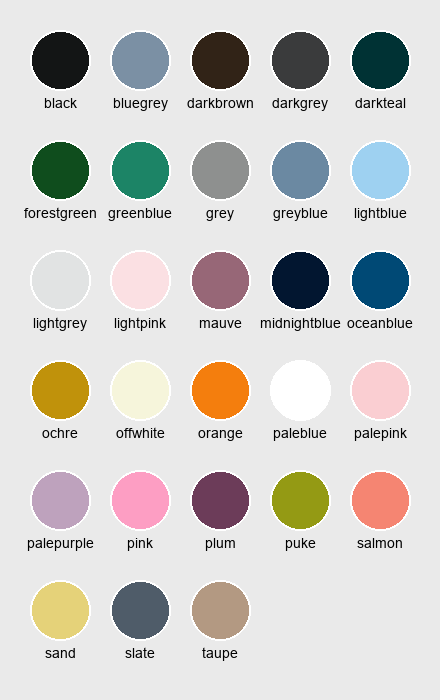 black bluegrey darkbrown darkgrey darkteal
forestgreen greenblue grey greyblue lightblue
lightgrey lightpink mauve midnightblue oceanblue
ochre offwhite orange paleblue palepink
palepurple pink plum puke salmon
sand slate taupe